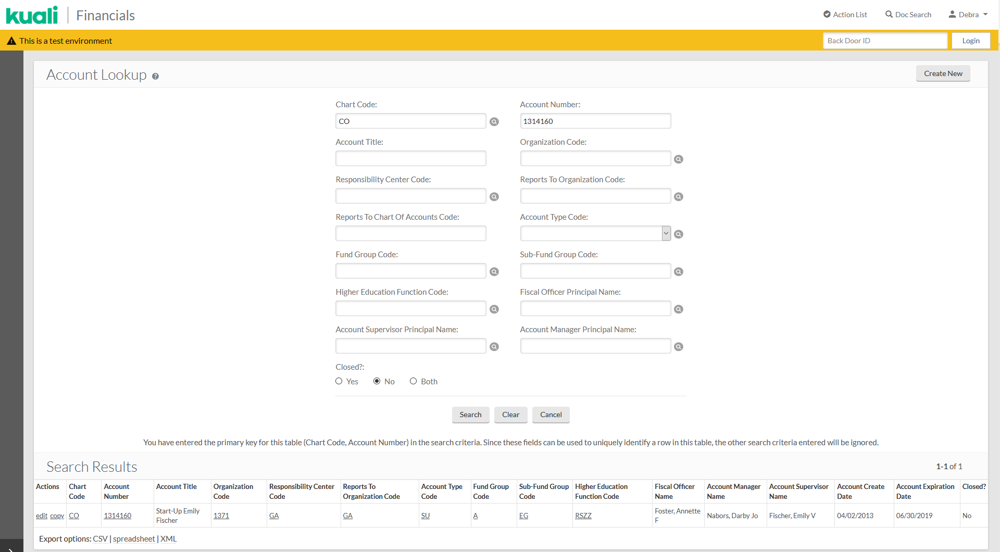 kuali Financials
Action List Doc Search Debra
This is a test environment
Back Door ID Login
Account Lookup ?
Create New
Chart Code: Account Number:
CO 1314160
Account Title: Organization Code:
Responsibility Center Code: Reports To Organization Code:
Reports To Chart Of Accounts Code: Account Type Code:
Fund Group Code: Sub-Fund Group Code:
Higher Education Function Code: Fiscal Officer Principal Name:
Account Supervisor Principal Name: Account Manager Principal Name:
Closed?:
Yes No Both
Search Clear Cancel
You have entered the primary key for this table (Chart Code, Account Number) in the search criteria. Since these fields can be used to uniquely identify a row in this table, the other search criteria entered will be ignored.
Search Results 1-1 of 1
Actions Chart Code Account Number Account Title Organization Code Responsibility Center Code Reports To Organization Code Account Type Code Fund Group Code Sub-Fund Group Code Higher Education Function Code Fiscal Officer Name Account Manager Name Account Supervisor Name Account Create Date Account Expiration Date Closed?
edit copy CO 1314160 Start-Up Emily Fischer 1371 GA GA SU A EG RSZZ Foster, Annette F Nabors, Darby Jo Fischer, Emily V 04/02/2013 06/30/2019 No
Export options: CSV | spreadsheet | XML